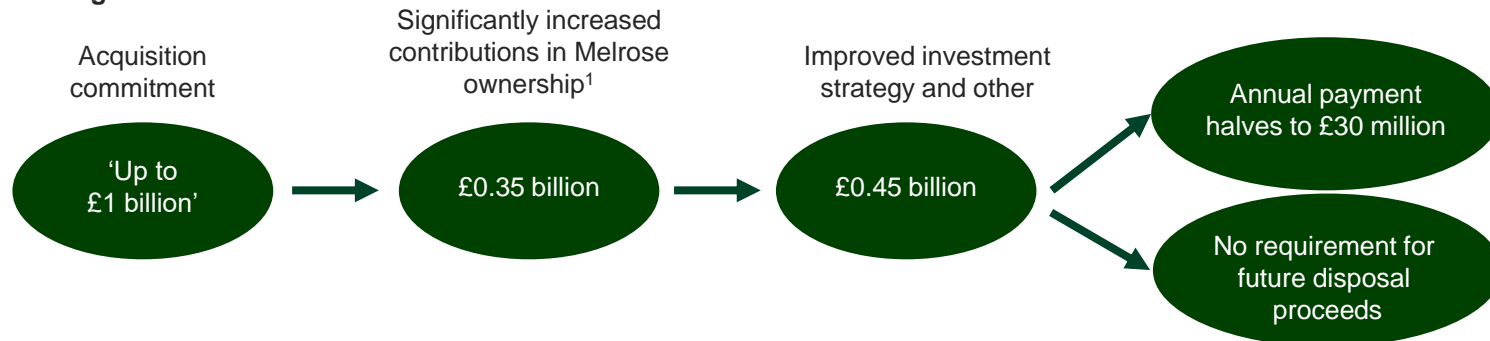 Acquisition
commitment
Significantly increased
contributions in Melrose
ownership1
Improved investment
strategy and other
‘Up to
£1 billion’
£0.35 billion
£0.45 billion
Annual payment
halves to £30 million
No requirement for
future disposal
proceeds